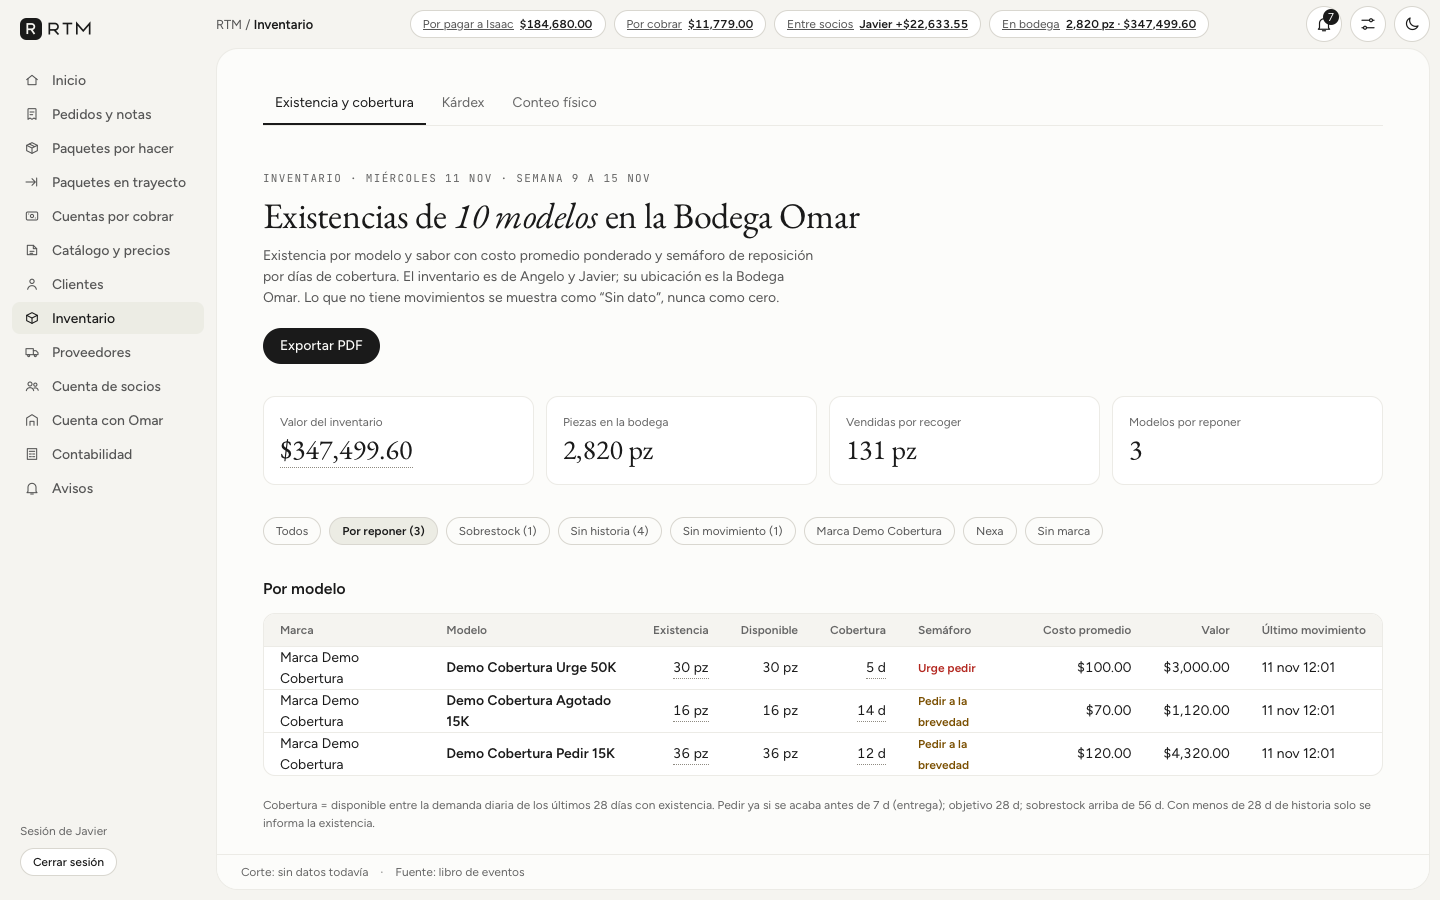 R RTM
RTM / Inventario
Por pagar a Isaac $184,680.00
Por cobrar $11,779.00
Entre socios Javier +$22,633.55
En bodega 2,820 pz · $347,499.60
7
Inicio
Pedidos y notas
Paquetes por hacer
Paquetes en trayecto
Cuentas por cobrar
Catálogo y precios
Clientes
Inventario
Proveedores
Cuenta de socios
Cuenta con Omar
Contabilidad
Avisos
Sesión de Javier
Cerrar sesión
Existencia y cobertura Kárdex Conteo físico
INVENTARIO · MIÉRCOLES 11 NOV · SEMANA 9 A 15 NOV
Existencias de 10 modelos en la Bodega Omar
Existencia por modelo y sabor con costo promedio ponderado y semáforo de reposición
por días de cobertura. El inventario es de Angelo y Javier; su ubicación es la Bodega
Omar. Lo que no tiene movimientos se muestra como “Sin dato”, nunca como cero.
Exportar PDF
Valor del inventario
$347,499.60
Piezas en la bodega
2,820 pz
Vendidas por recoger
131 pz
Modelos por reponer
3
Todos Por reponer (3) Sobrestock (1) Sin historia (4) Sin movimiento (1) Marca Demo Cobertura Nexa Sin marca
Por modelo
Marca Modelo Existencia Disponible Cobertura Semáforo Costo promedio Valor Último movimiento
Marca Demo Cobertura Demo Cobertura Urge 50K 30 pz 30 pz 5 d Urge pedir $100.00 $3,000.00 11 nov 12:01
Marca Demo Cobertura Demo Cobertura Agotado 15K 16 pz 16 pz 14 d Pedir a la brevedad $70.00 $1,120.00 11 nov 12:01
Marca Demo Cobertura Demo Cobertura Pedir 15K 36 pz 36 pz 12 d Pedir a la brevedad $120.00 $4,320.00 11 nov 12:01
Cobertura = disponible entre la demanda diaria de los últimos 28 días con existencia. Pedir ya si se acaba antes de 7 d (entrega); objetivo 28 d; sobrestock arriba de 56 d. Con menos de 28 d de historia solo se
informa la existencia.
Corte: sin datos todavía · Fuente: libro de eventos